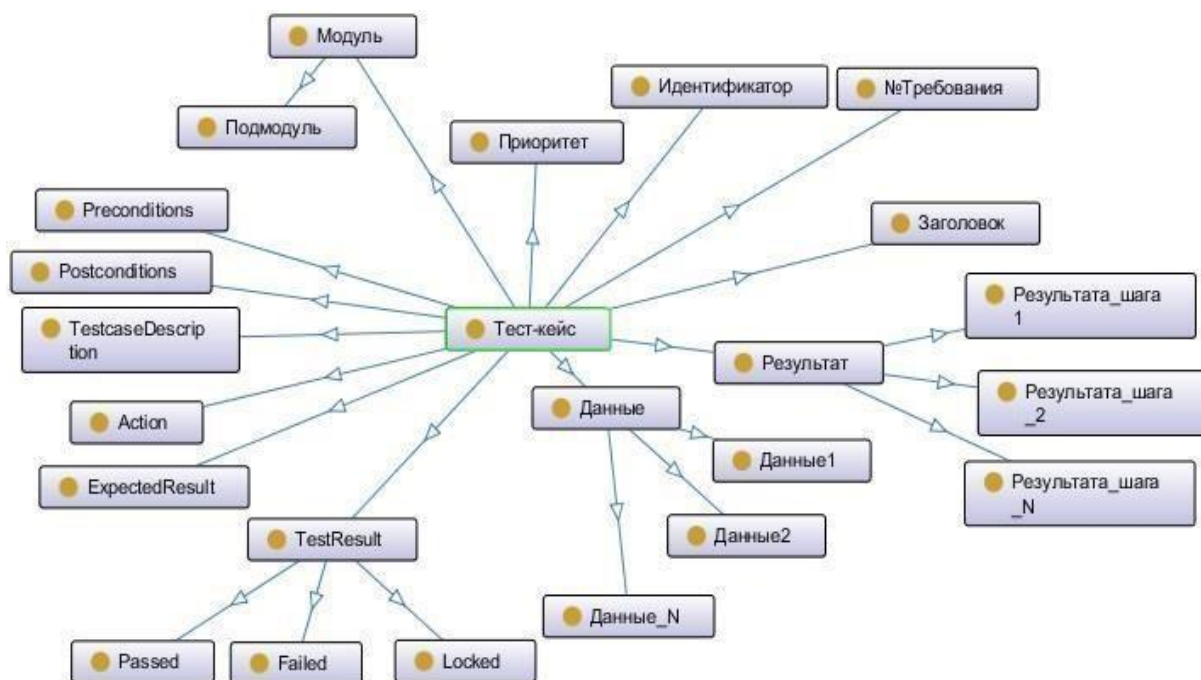 Модуль
Идентификатор
№Требования
Подмодуль
Приоритет
Preconditions
Заголовок
Postconditions
Результата_шага
1
TestcaseDescrip
tion
Тест-кейс
Результат
Результата_шага
_2
Данные
Action
Данные1
ExpectedResult
Результата_шага
_N
TestResult
Данные2
Данные_N
Passed
Failed
Locked